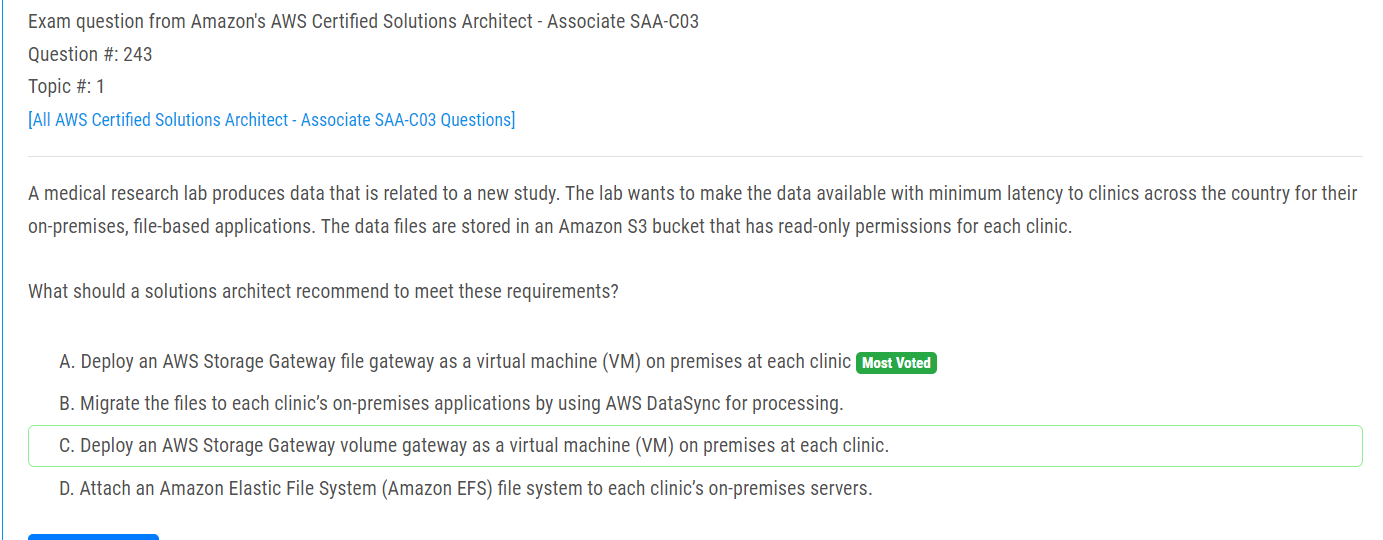 Exam question from Amazon's AWS Certified Solutions Architect - Associate SAA-C03
Question #: 243
Topic #: 1
[All AWS Certified Solutions Architect - Associate SAA-C03 Questions]
A medical research lab produces data that is related to a new study. The lab wants to make the data available with minimum latency to clinics across the country for their
on-premises, file-based applications. The data files are stored in an Amazon S3 bucket that has read-only permissions for each clinic.
What should a solutions architect recommend to meet these requirements?
A. Deploy an AWS Storage Gateway file gateway as a virtual machine (VM) on premises at each clinic Most Voted
B. Migrate the files to each clinic’s on-premises applications by using AWS DataSync for processing.
C. Deploy an AWS Storage Gateway volume gateway as a virtual machine (VM) on premises at each clinic.
D. Attach an Amazon Elastic File System (Amazon EFS) file system to each clinic’s on-premises servers.